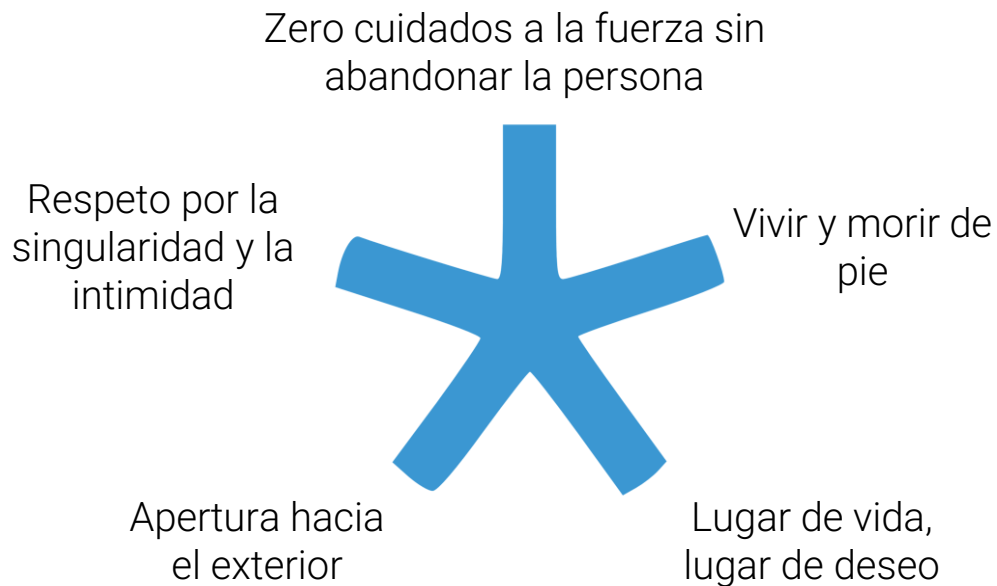 Zero cuidados a la fuerza sin
abandonar la persona
Respeto por la
singularidad y la
intimidad
Vivir y morir de
pie
Apertura hacia
el exterior
Lugar de vida,
lugar de deseo